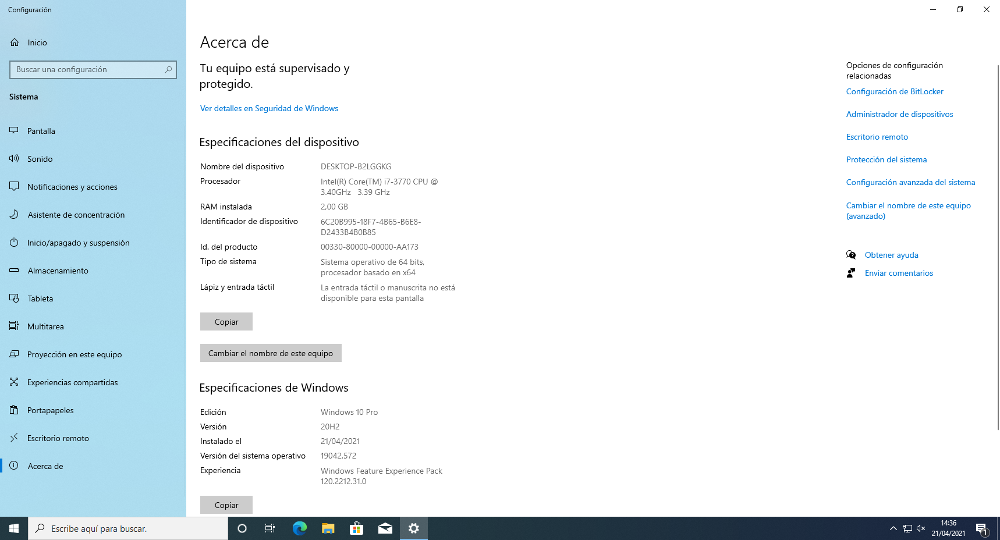 Configuración
Inicio
Buscar una configuración
Sistema
Pantalla
Sonido
Notificaciones y acciones
Asistente de concentración
Inicio/apagado y suspensión
Almacenamiento
Tableta
Multitarea
Proyección en este equipo
Experiencias compartidas
Portapapeles
Escritorio remoto
Acerca de
Acerca de
Tu equipo está supervisado y
protegido.
Ver detalles en Seguridad de Windows
Especificaciones del dispositivo
Nombre del dispositivo DESKTOP-B2LGGKG
Procesador Intel(R) Core(TM) i7-3770 CPU @
3.40GHz 3.39 GHz
RAM instalada 2,00 GB
Identificador de dispositivo 6C20B995-18F7-4B65-B6E8-
D2433B4B0B85
Id. del producto 00330-80000-00000-AA173
Tipo de sistema Sistema operativo de 64 bits,
procesador basado en x64
Lápiz y entrada táctil La entrada táctil o manuscrita no está
disponible para esta pantalla
Copiar
Cambiar el nombre de este equipo
Especificaciones de Windows
Edición Windows 10 Pro
Versión 20H2
Instalado el 21/04/2021
Versión del sistema operativo 19042.572
Experiencia Windows Feature Experience Pack
120.2212.31.0
Copiar
Opciones de configuración
relacionadas
Configuración de BitLocker
Administrador de dispositivos
Escritorio remoto
Protección del sistema
Configuración avanzada del sistema
Cambiar el nombre de este equipo
(avanzado)
Obtener ayuda
Enviar comentarios
Escribe aquí para buscar.
14:36
21/04/2021
1